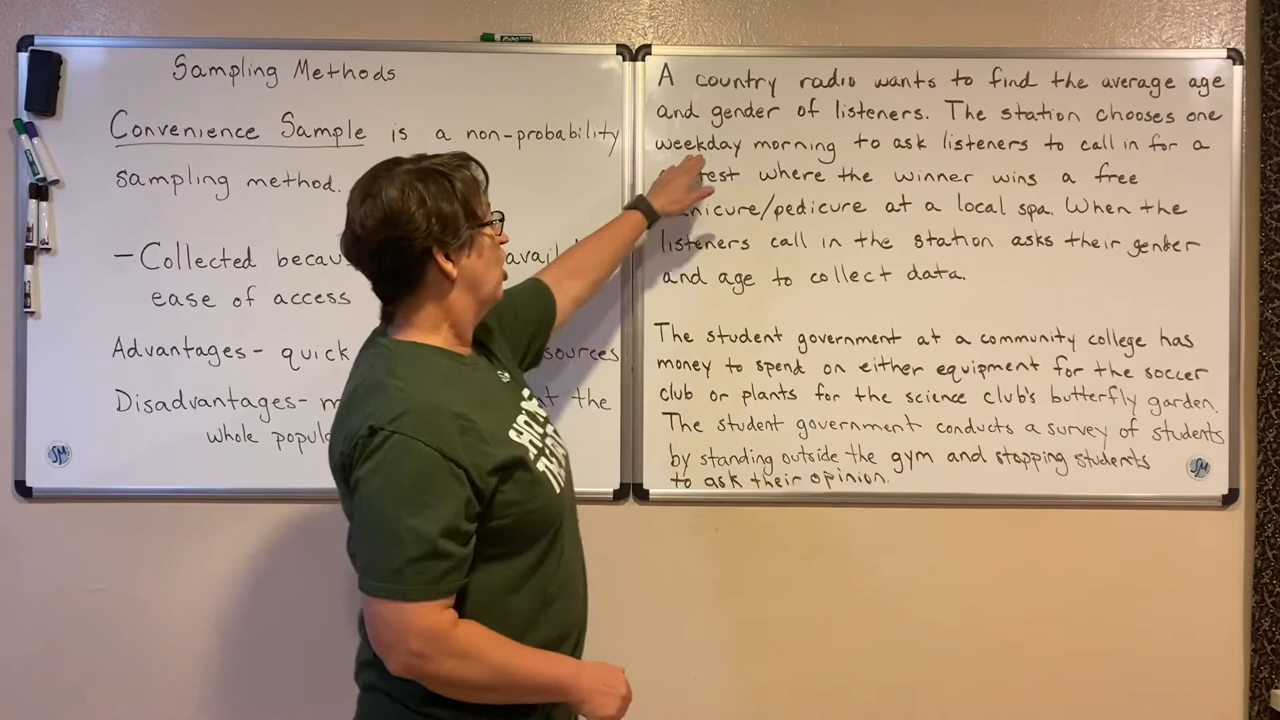 Sampling Methods
Convenience Sample is a non-probability
sampling method.
- Collected avail
ease of access
Advantages- quick sources
Disadvantages- the
whole
SM
A country radio wants to find the average age
and gender of listeners. The station chooses one
weekday morning to ask listeners to call in for a
where the winner wins a free
manicure/pedicure at a local spa. When the
listeners call in the station asks their gender
and age to collect data.
The student government at a community college has
money to spend on either equipment for the soccer
club or plants for the science club's butterfly garden.
The student government conducts a survey of students
by standing outside the gym and stopping students
to ask their opinion.
SM